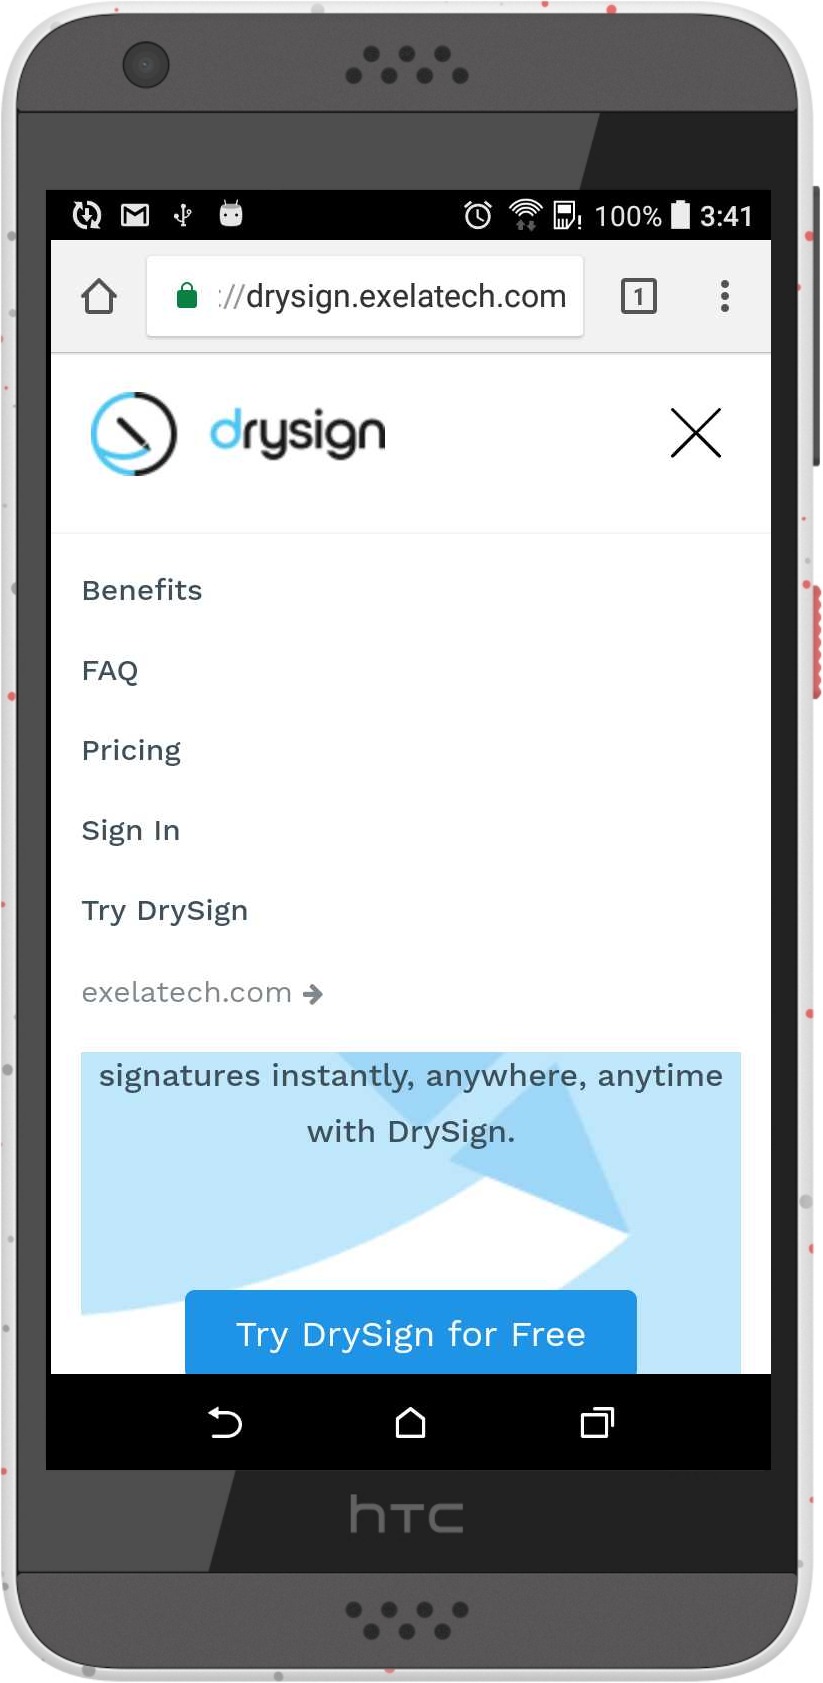 100% 3:41
://drysign.exelatech.com 1
drysign
Benefits
FAQ
Pricing
Sign In
Try DrySign
exelatech.com
signatures instantly, anywhere, anytime
with DrySign.
Try DrySign for Free
hTC